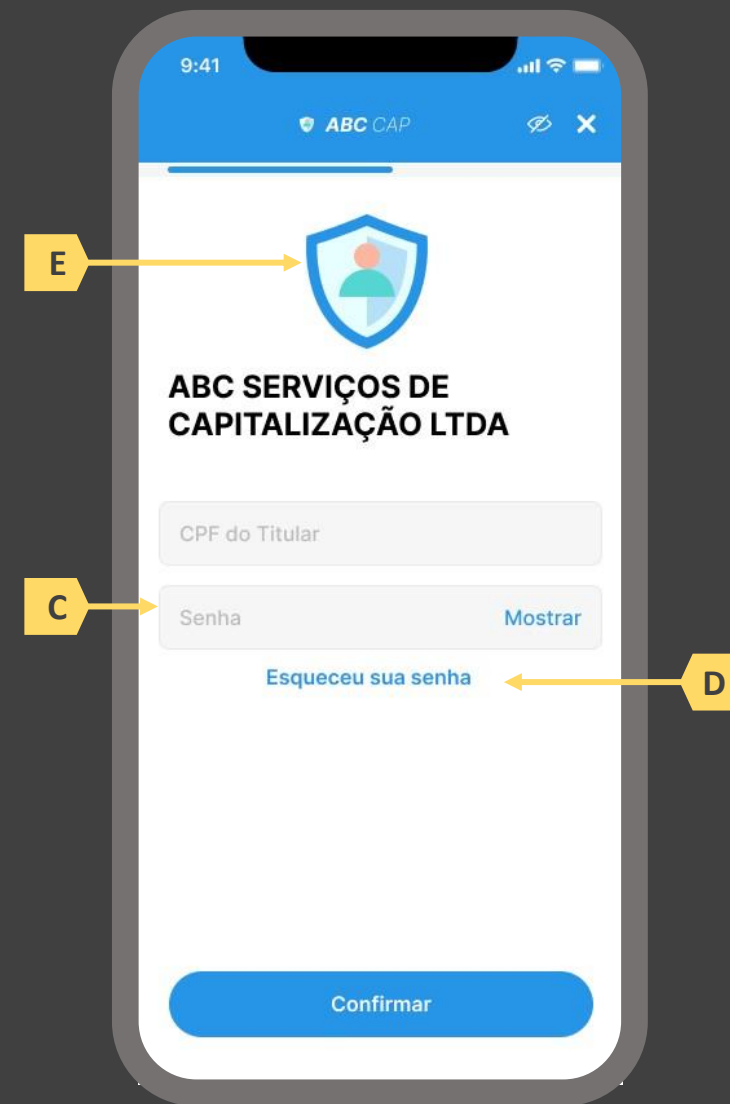 9:41
ABC CAP
E
ABC SERVIÇOS DE
CAPITALIZAÇÃO LTDA
CPF do Titular
C
Senha Mostrar
Esqueceu sua senha
D
Confirmar